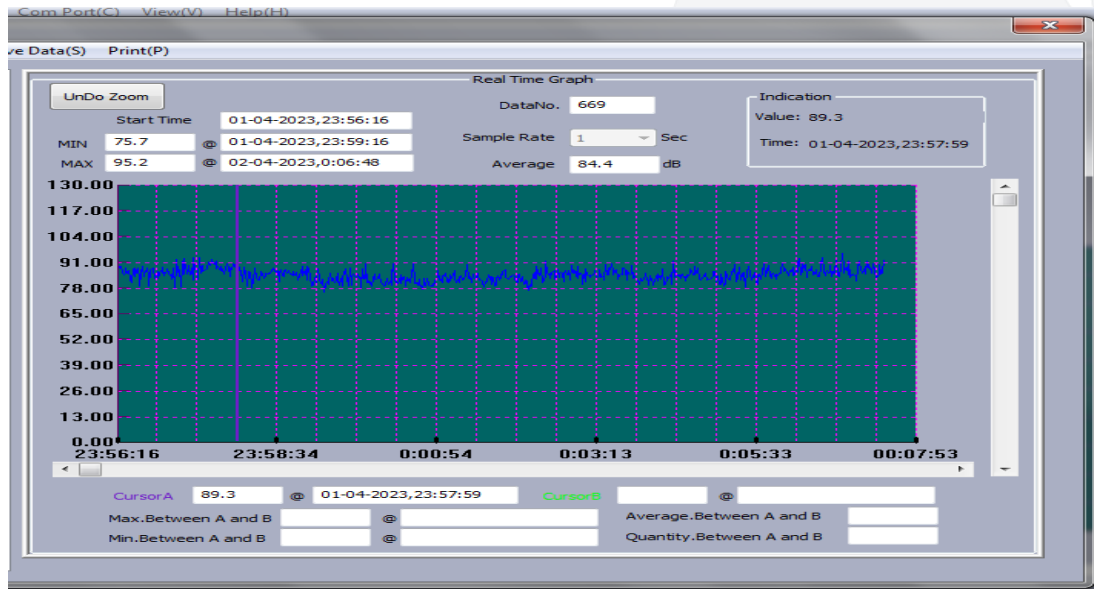 Com Port(C) View(V) Help(H)
ve Data(S) Print(P)
Real Time Graph
UnDo Zoom
DataNo. 669
Indication
Start Time 01-04-2023,23:56:16
Value: 89.3
MIN 75.7 @ 01-04-2023,23:59:16
Sample Rate 1 Sec
Time: 01-04-2023,23:57:59
MAX 95.2 @ 02-04-2023,0:06:48
Average 84.4 dB
130.00
117.00
104.00
91.00
78.00
65.00
52.00
39.00
26.00
13.00
0.00
23:56:16 23:58:34 0:00:54 0:03:13 0:05:33 00:07:53
CursorA 89.3 @ 01-04-2023,23:57:59 CursorB @
Max.Between A and B @ Average.Between A and B
Min.Between A and B @ Quantity.Between A and B